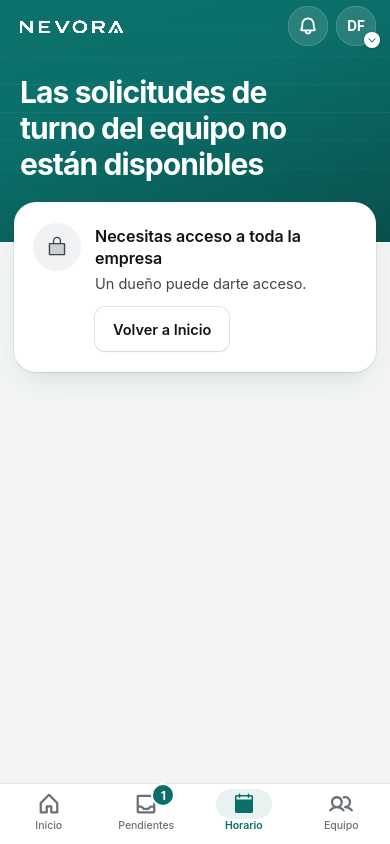 NEVORA
DF
Las solicitudes de
turno del equipo no
están disponibles
Necesitas acceso a toda la
empresa
Un dueño puede darte acceso.
Volver a Inicio
1
Inicio
Pendientes
Horario
Equipo